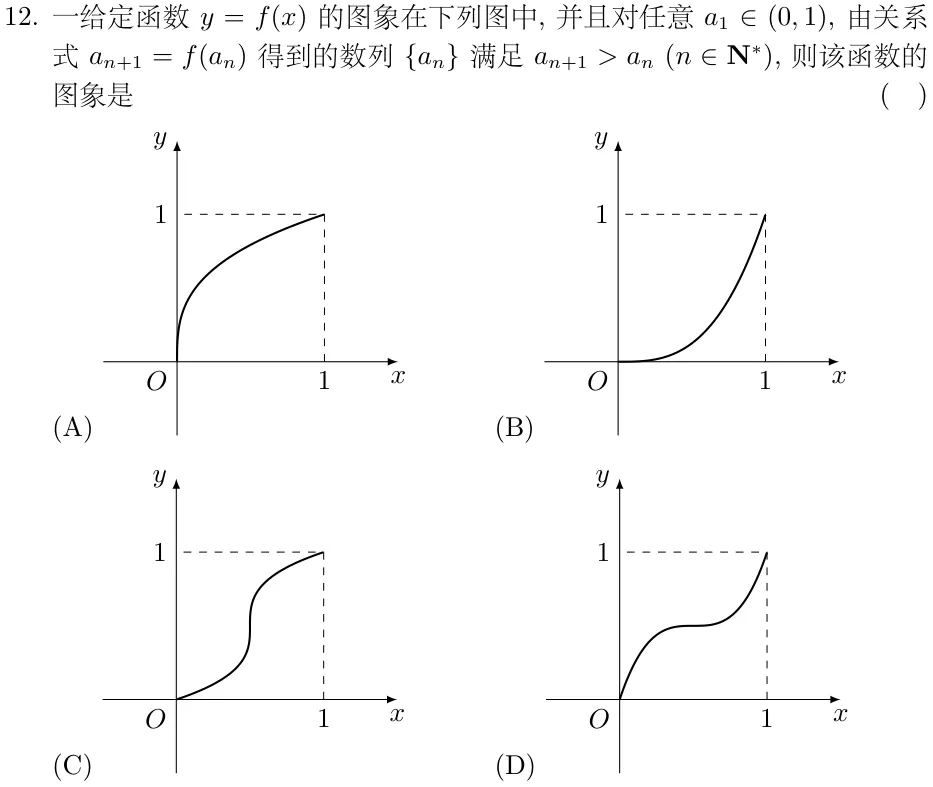 12. 一给定函数 y = f(x) 的图象在下列图中, 并且对任意 a₁ ∈ (0, 1), 由关系
式 aₙ₊₁ = f(aₙ) 得到的数列 {aₙ} 满足 aₙ₊₁ > aₙ (n ∈ N*), 则该函数的
图象是 ( )
y
1
O
1
x
(A)
y
1
O
1
x
(B)
y
1
O
1
x
(C)
y
1
O
1
x
(D)